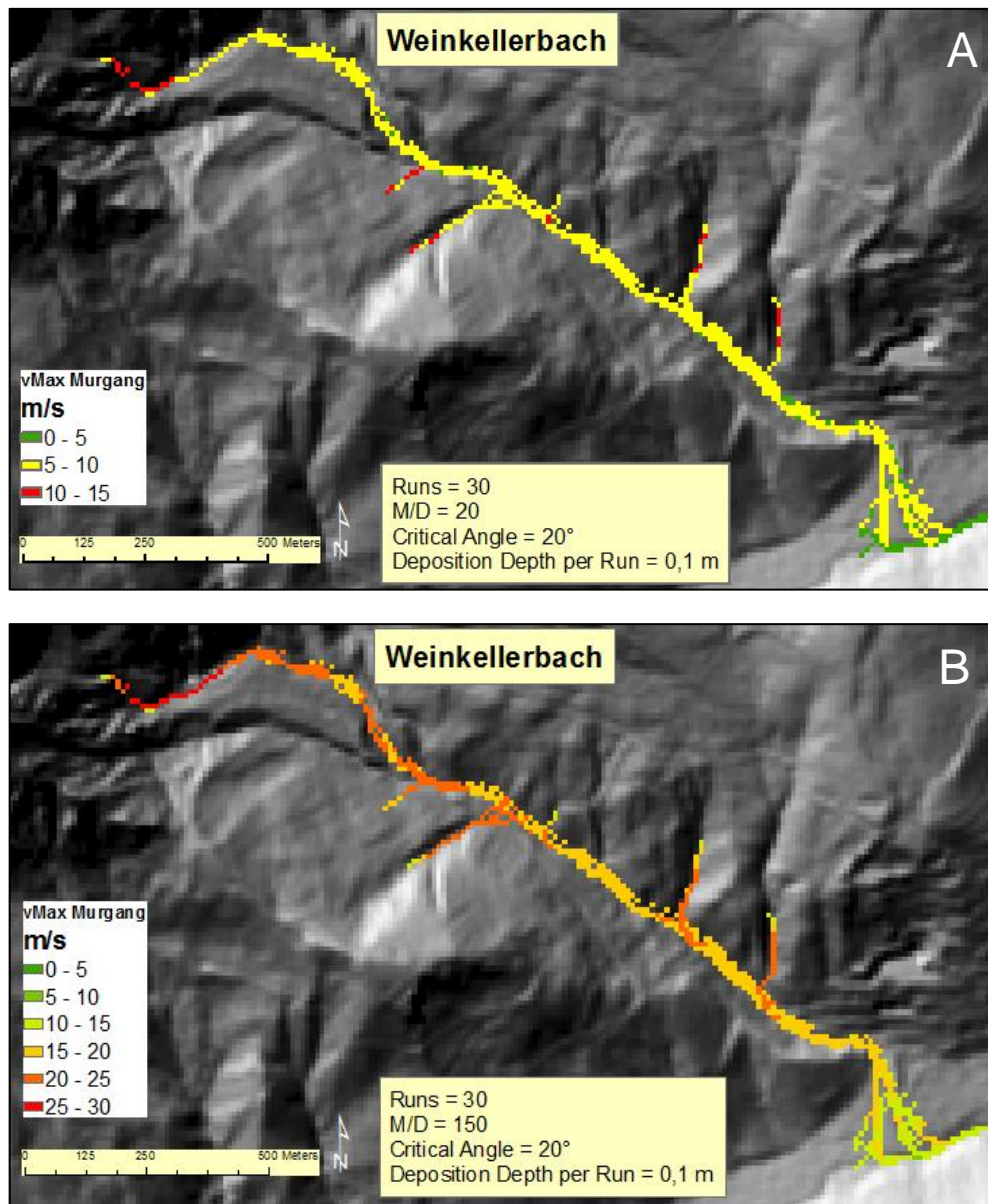 Weinkellerbach
A
vMax Murgang
m/s
0 - 5
5 - 10
10 - 15
0 125 250 500 Meters
N
Runs = 30
M/D = 20
Critical Angle = 20°
Deposition Depth per Run = 0,1 m
Weinkellerbach
B
vMax Murgang
m/s
0 - 5
5 - 10
10 - 15
15 - 20
20 - 25
25 - 30
0 125 250 500 Meters
N
Runs = 30
M/D = 150
Critical Angle = 20°
Deposition Depth per Run = 0,1 m